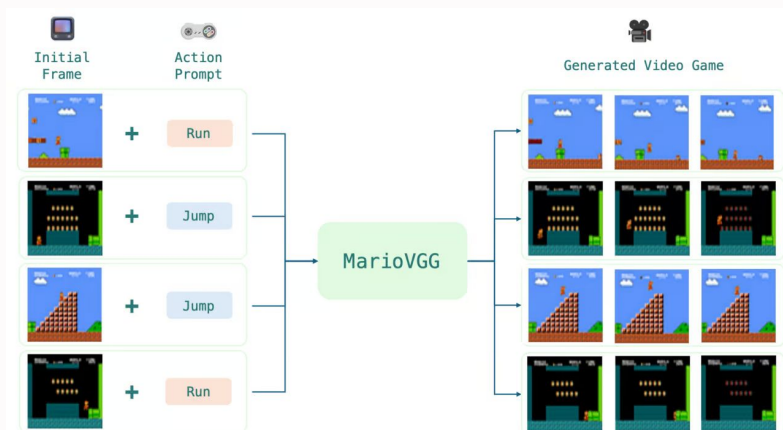 Initial
Frame
Action
Prompt
Generated Video Game
Run
Jump
MarioVGG
Jump
Run